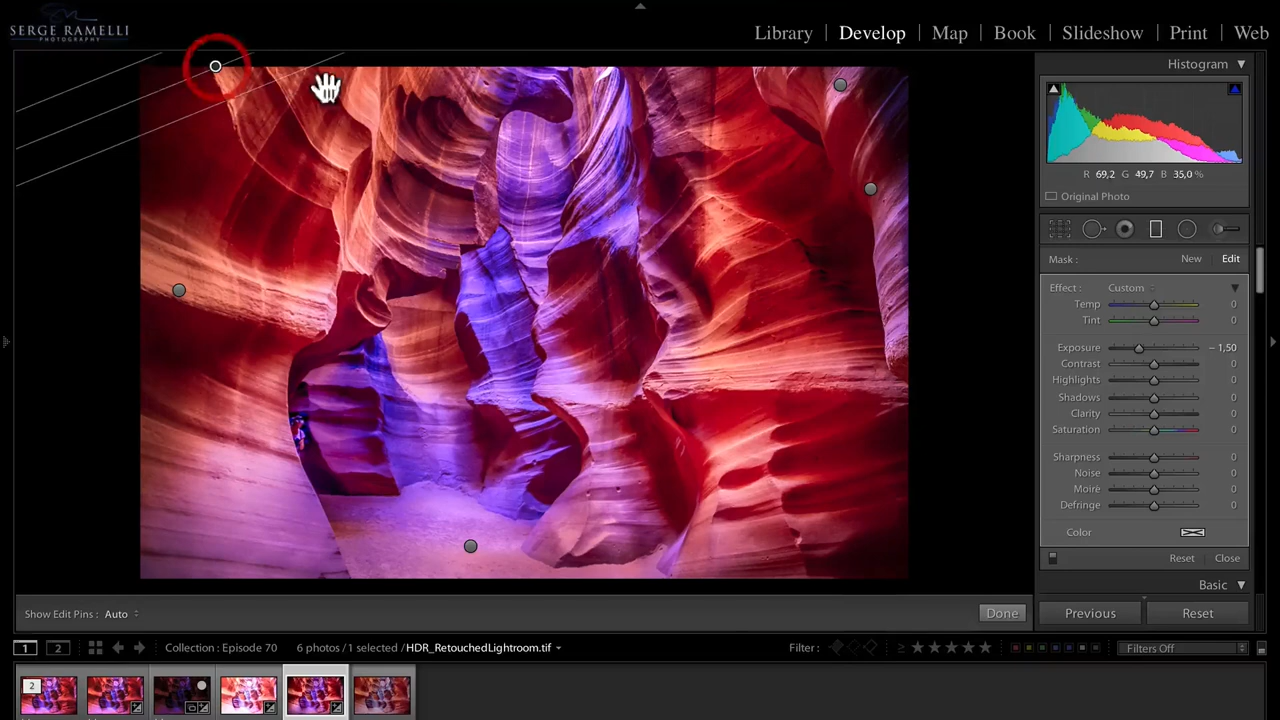 SERGE RAMELLI
PHOTOGRAPHY
Library | Develop | Map | Book | Slideshow | Print | Web
Histogram
R 69,2 G 49,7 B 35,0 %
Original Photo
Mask : New Edit
Effect : Custom
Temp 0
Tint 0
Exposure – 1,50
Contrast 0
Highlights 0
Shadows 0
Clarity 0
Saturation 0
Sharpness 0
Noise 0
Moiré 0
Defringe 0
Color
Reset Close
Basic
Show Edit Pins : Auto
Done
Previous Reset
1 2 Collection : Episode 70 6 photos / 1 selected / HDR_RetouchedLightroom.tif Filter : ≥ ★★★★★ Filters Off
2